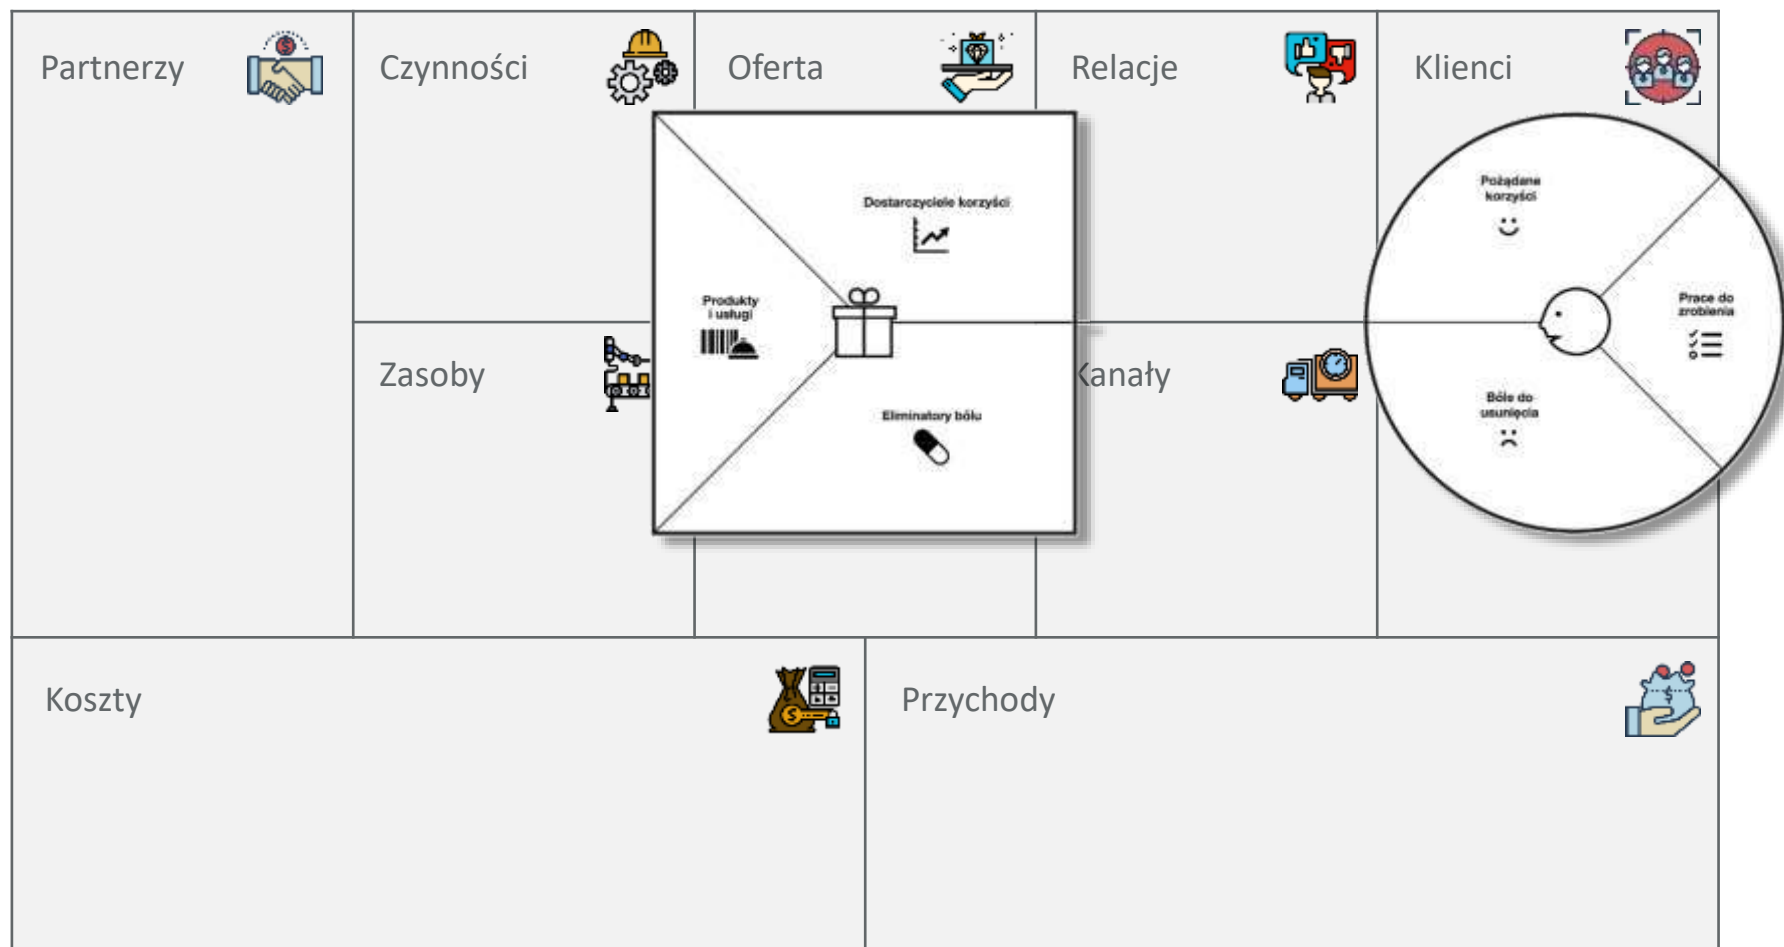 Partnerzy
Czynności
Oferta
Relacje
Klienci
Dostarczyciele korzyści
Produkty
i usługi
Eliminatory bólu
Pożądane
korzyści
Prace do
zrobienia
Bóle do
usunięcia
Zasoby
Kanały
Koszty
Przychody